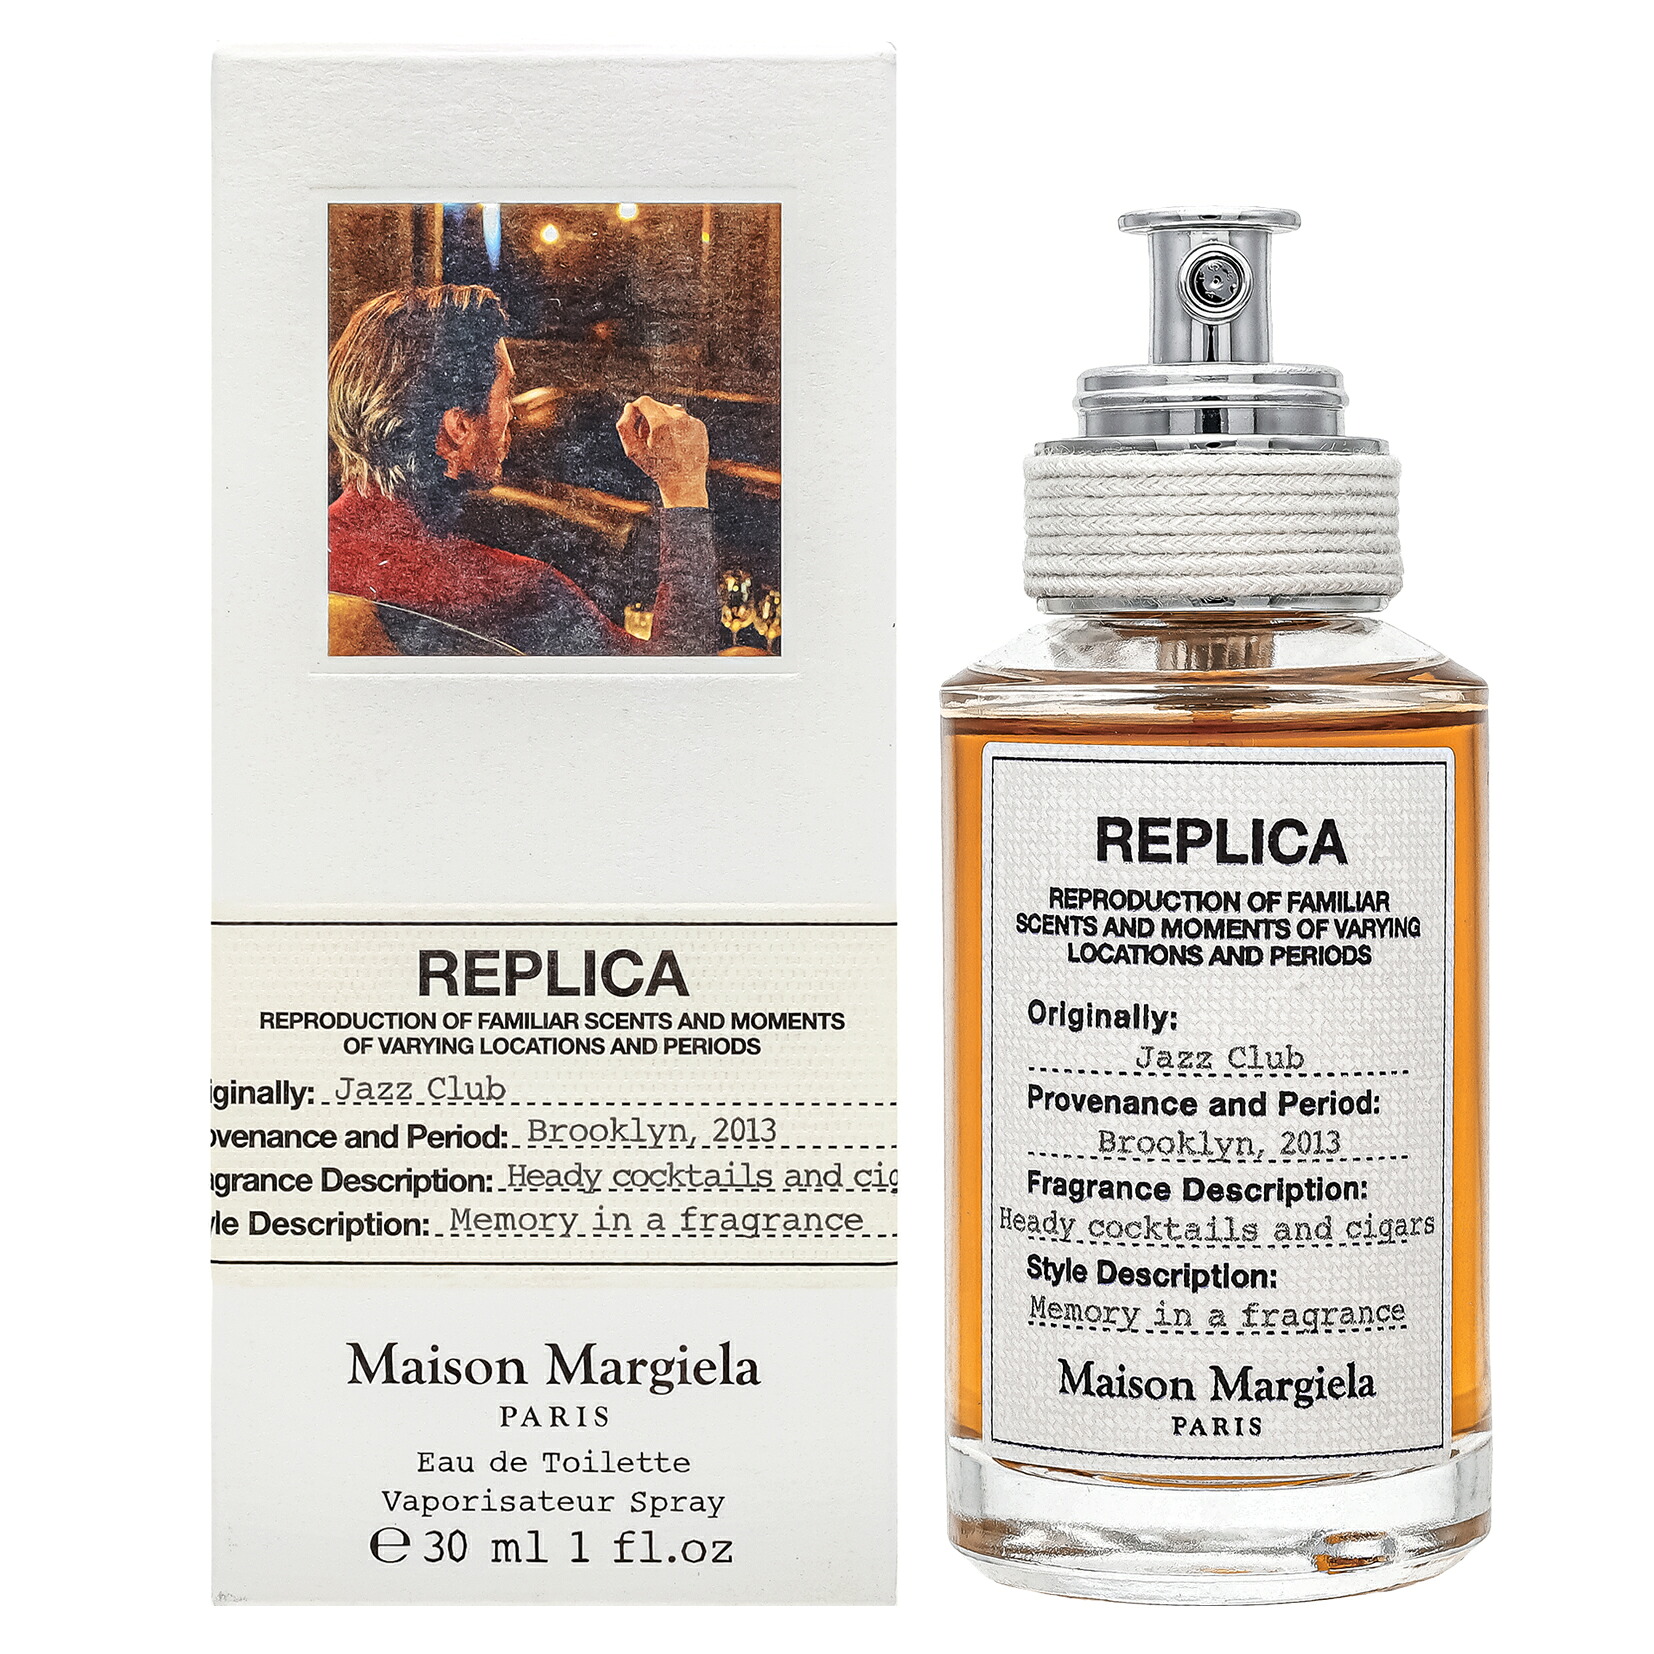 REPLICA
REPRODUCTION OF FAMILIAR SCENTS AND MOMENTS
OF VARYING LOCATIONS AND PERIODS
iginally: Jazz Club
ovenance and Period: Brooklyn, 2013
agrance Description: Heady cocktails and cig
yle Description: Memory in a fragrance
Maison Margiela
PARIS
Eau de Toilette
Vaporisateur Spray
℮ 30 ml 1 fl.oz
REPLICA
REPRODUCTION OF FAMILIAR
SCENTS AND MOMENTS OF VARYING
LOCATIONS AND PERIODS
Originally:
Jazz Club
Provenance and Period:
Brooklyn, 2013
Fragrance Description:
Heady cocktails and cigars
Style Description:
Memory in a fragrance
Maison Margiela
PARIS